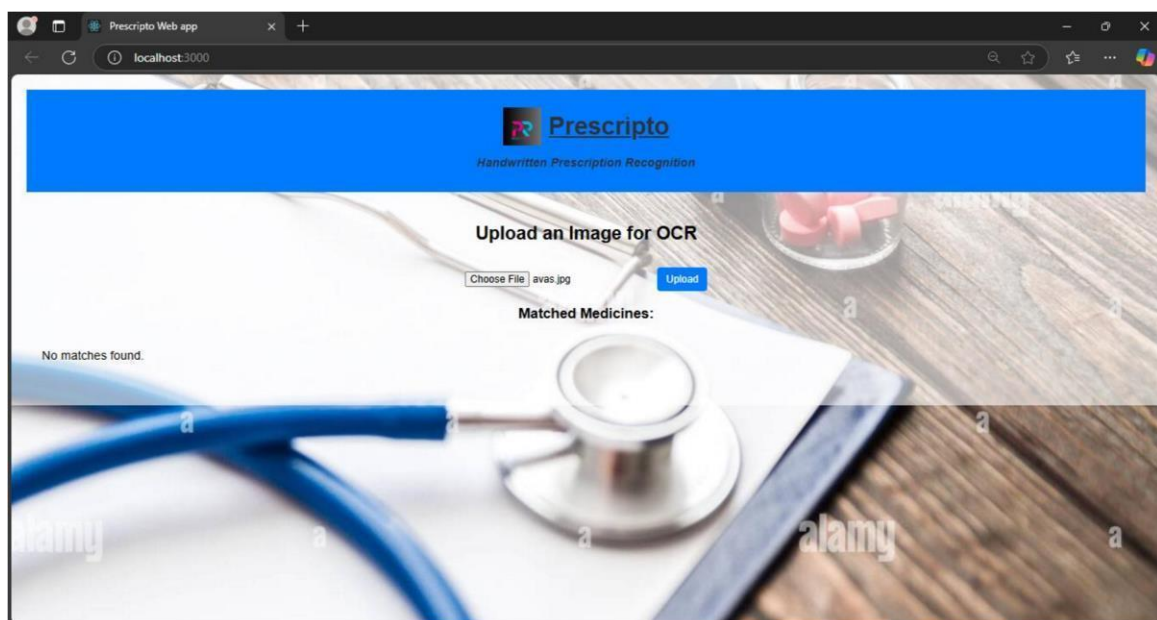 Prescripto Web app
localhost:3000
PR Prescripto
Handwritten Prescription Recognition
Upload an Image for OCR
Choose File avas.jpg Upload
Matched Medicines:
No matches found.
a
a
a
a
a
alamy
a
a
alamy
a